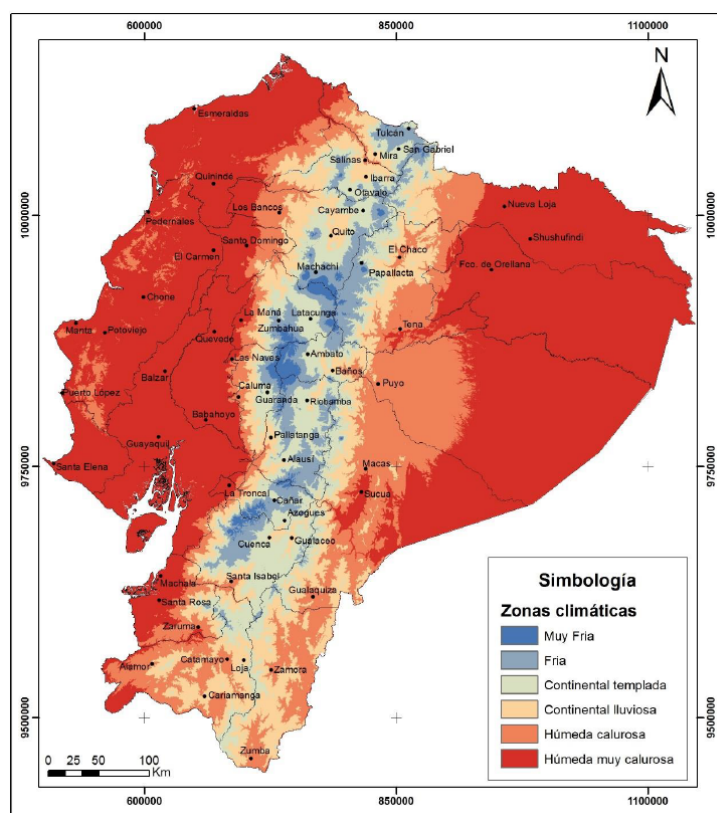 600000 850000 1100000
N
Esmeraldas
Tulcán
San Gabriel
Mira
Salinas
Ibarra
Quinindé
Otavalo
Los Bancos
Cayambe
Nueva Loja
10000000
10000000
Pedernales
Quito
Shushufindi
Santo Domingo
El Chaco
El Carmen
Machachi
Papallacta
Fco. de Orellana
Chone
La Maná
Latacunga
Manta
Potoviejo
Zumbahua
Tena
Quevedo
Las Naves
Ambato
Balzar
Baños
Puerto López
Caluma
Guaranda
Riobamba
Puyo
Babahoyo
Guayaquil
Pallatanga
Alausí
9750000
9750000
Santa Elena
Macas
La Troncal
Sucua
Cañar
Azogues
Cuenca
Gualaceo
Machala
Santa Isabel
Gualaquiza
Santa Rosa
Zaruma
Alamor
Catamayo
Loja
Zamora
Cariamanga
9500000
9500000
Zumba
Simbología
Zonas climáticas
Muy Fria
Fria
Continental templada
Continental lluviosa
Húmeda calurosa
Húmeda muy calurosa
0 25 50 100
Km
600000 850000 1100000